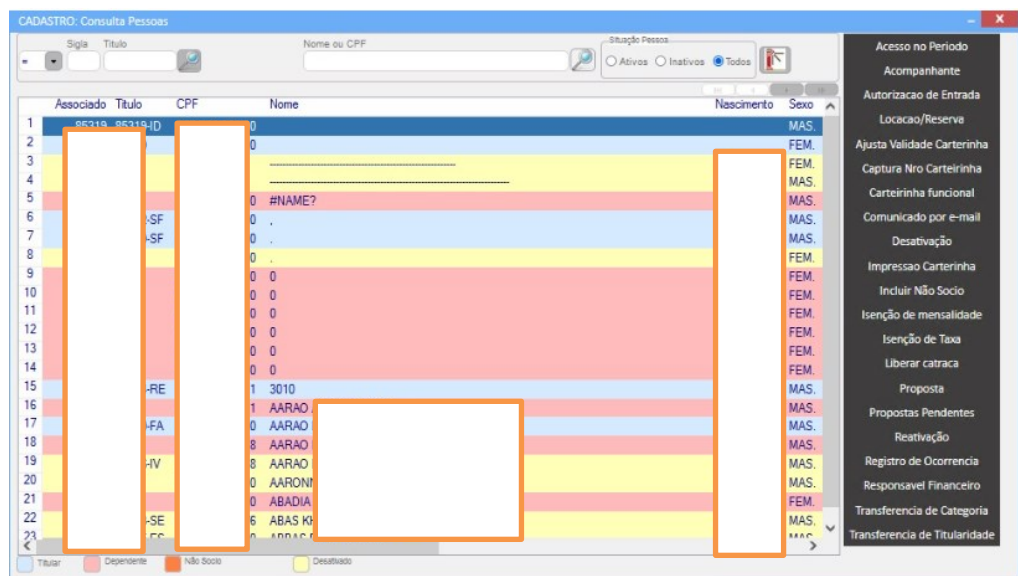 CADASTRO: Consulta Pessoas
Sigla Titulo Nome ou CPF Situação Pessoa
= Ativos Inativos Todos
Associado Titulo CPF Nome Nascimento Sexo
1 85319 85319-ID 0 MAS.
2 0 FEM.
3 FEM.
4 MAS.
5 0 #NAME? MAS.
6 -SF 0 . MAS.
7 -SF 0 . MAS.
8 0 . FEM.
9 0 0 FEM.
10 0 0 FEM.
11 0 0 FEM.
12 0 0 FEM.
13 0 0 FEM.
14 0 0 FEM.
15 -RE 1 3010 MAS.
16 1 AARAO MAS.
17 -FA 0 AARAO MAS.
18 8 AARAO MAS.
19 -IV 8 AARAO MAS.
20 0 AARONN MAS.
21 0 ABADIA FEM.
22 -SE 6 ABAS KH MAS.
23
Titular Dependente Não Socio Desativado
Acesso no Periodo
Acompanhante
Autorizacao de Entrada
Locacao/Reserva
Ajusta Validade Carterinha
Captura Nro Carteirinha
Carteirinha funcional
Comunicado por e-mail
Desativação
Impressao Carterinha
Incluir Não Socio
Isenção de mensalidade
Isenção de Taxa
Liberar catraca
Proposta
Propostas Pendentes
Reativação
Registro de Ocorrencia
Responsavel Financeiro
Transferencia de Categoria
Transferencia de Titularidade